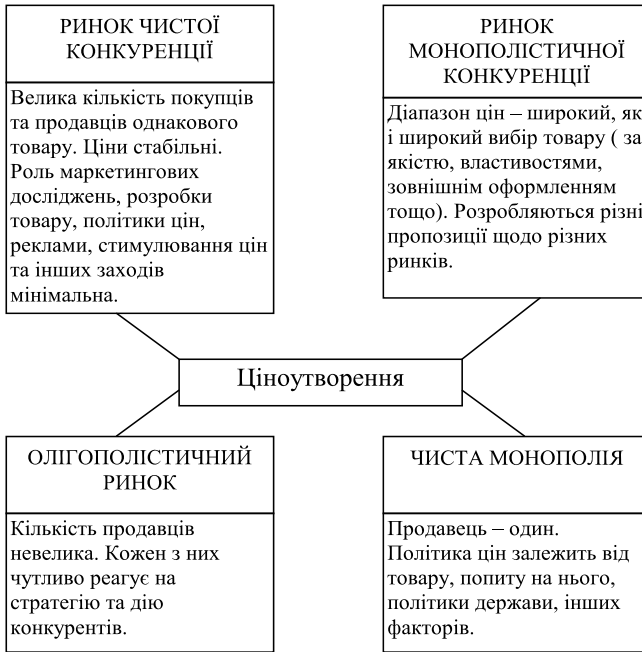 РИНОК ЧИСТОЇ
КОНКУРЕНЦІЇ
Велика кількість покупців
та продавців однакового
товару. Ціни стабільні.
Роль маркетингових
досліджень, розробки
товару, політики цін,
реклами, стимулювання цін
та інших заходів
мінімальна.
РИНОК
МОНОПОЛІСТИЧНОЇ
КОНКУРЕНЦІЇ
Діапазон цін – широкий, як
і широкий вибір товару ( за
якістю, властивостями,
зовнішнім оформленням
тощо). Розробляються різні
пропозиції щодо різних
ринків.
Ціноутворення
ОЛІГОПОЛІСТИЧНИЙ
РИНОК
Кількість продавців
невелика. Кожен з них
чутливо реагує на
стратегію та дію
конкурентів.
ЧИСТА МОНОПОЛІЯ
Продавець – один.
Політика цін залежить від
товару, попиту на нього,
політики держави, інших
факторів.